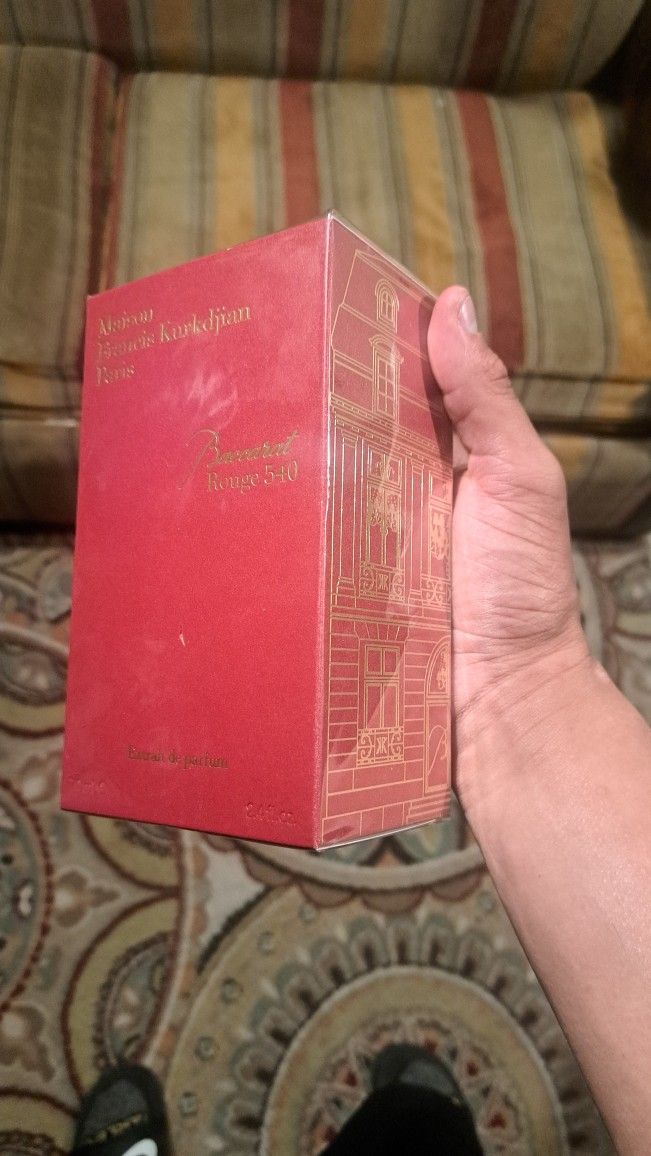 Maison
Francis Kurkdjian
Paris
Baccarat
Rouge 540
Extrait de parfum
2.4 fl.oz.